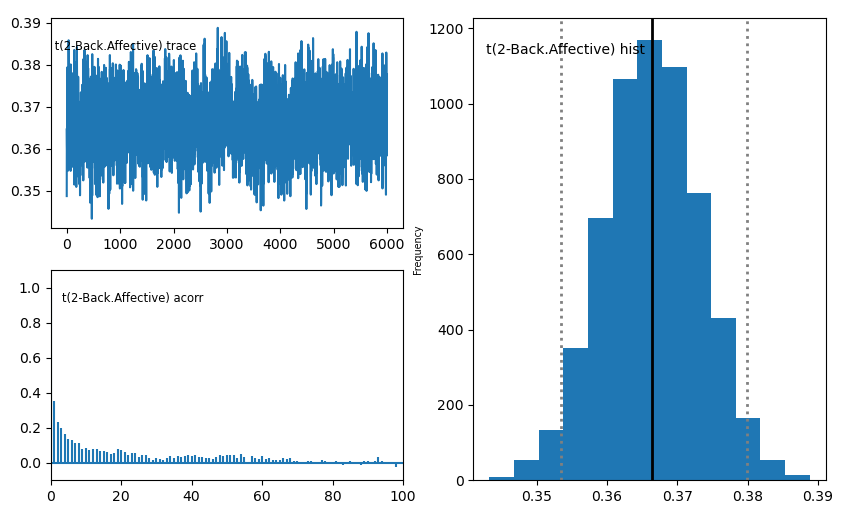 t(2-Back.Affective) trace
0.39
0.38
0.37
0.36
0.35
0 1000 2000 3000 4000 5000 6000
t(2-Back.Affective) acorr
1.0
0.8
0.6
0.4
0.2
0.0
0 20 40 60 80 100
t(2-Back.Affective) hist
Frequency
1200
1000
800
600
400
200
0
0.35 0.36 0.37 0.38 0.39